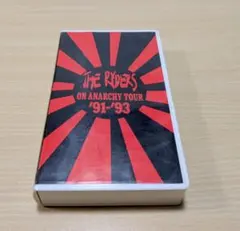 THE RYDERS
ON ANARCHY TOUR
'91-'93